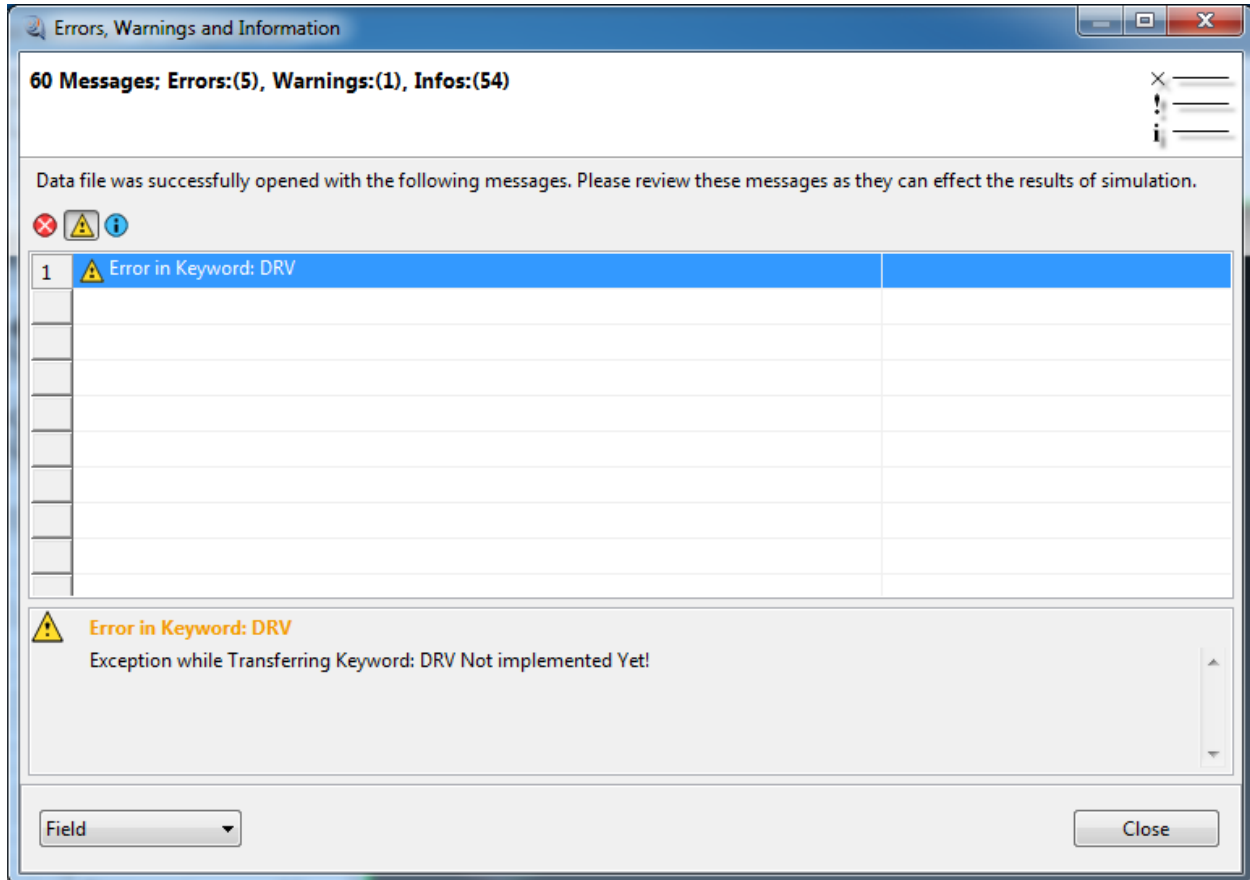 Errors, Warnings and Information
60 Messages; Errors:(5), Warnings:(1), Infos:(54)
Data file was successfully opened with the following messages. Please review these messages as they can effect the results of simulation.
1 Error in Keyword: DRV
Error in Keyword: DRV
Exception while Transferring Keyword: DRV Not implemented Yet!
Field
Close